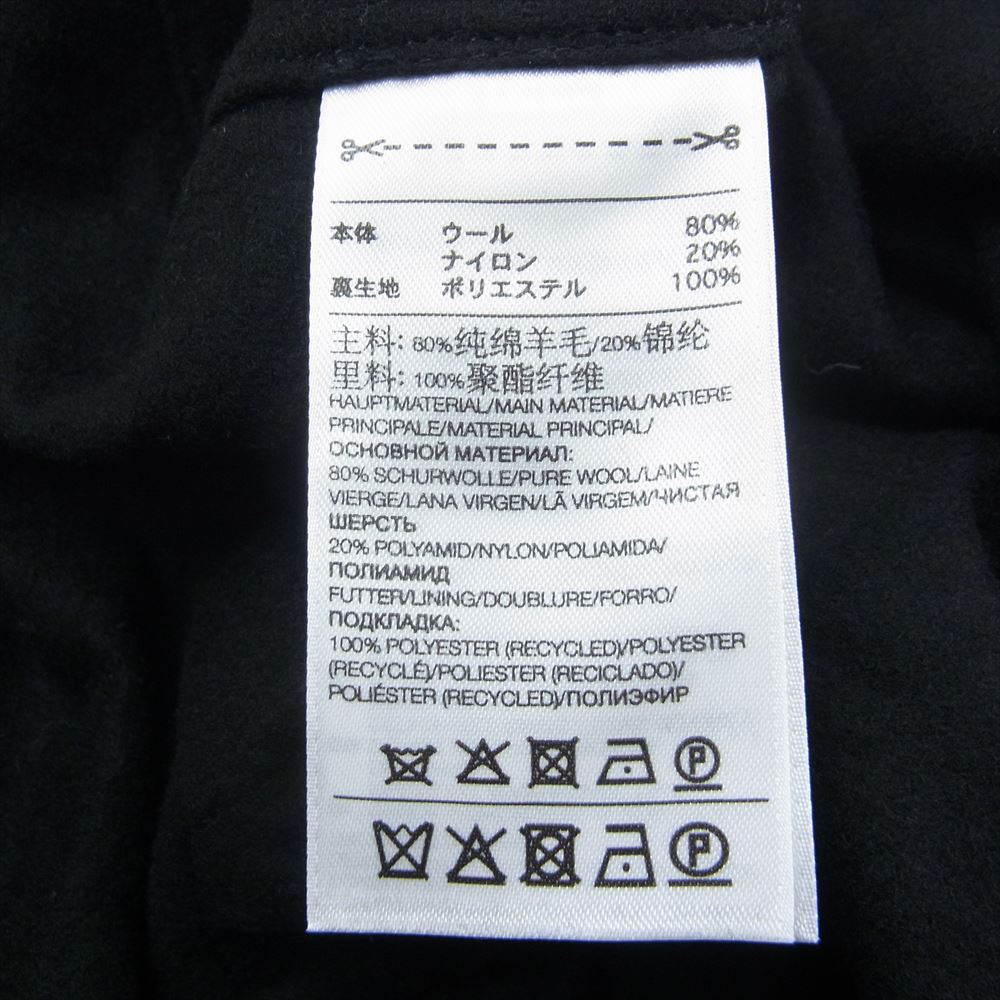 本体 ウール 80%
ナイロン 20%
裏生地 ポリエステル 100%
主料: 80%纯绵羊毛/20%锦纶
里料: 100%聚酯纤维
HAUPTMATERIAL/MAIN MATERIAL/MATIERE
PRINCIPALE/MATERIAL PRINCIPAL/
ОСНОВНОЙ МАТЕРИАЛ:
80% SCHURWOLLE/PURE WOOL/LAINE
VIERGE/LANA VIRGEN/LÃ VIRGEM/ЧИСТАЯ
ШЕРСТЬ
20% POLYAMID/NYLON/POLIAMIDA/
ПОЛИАМИД
FUTTER/LINING/DOUBLURE/FORRO/
ПОДКЛАДКА:
100% POLYESTER (RECYCLED)/POLYESTER
(RECYCLÉ)/POLIESTER (RECICLADO)/
POLIÉSTER (RECYCLED)/ПОЛИЭФИР
P
P